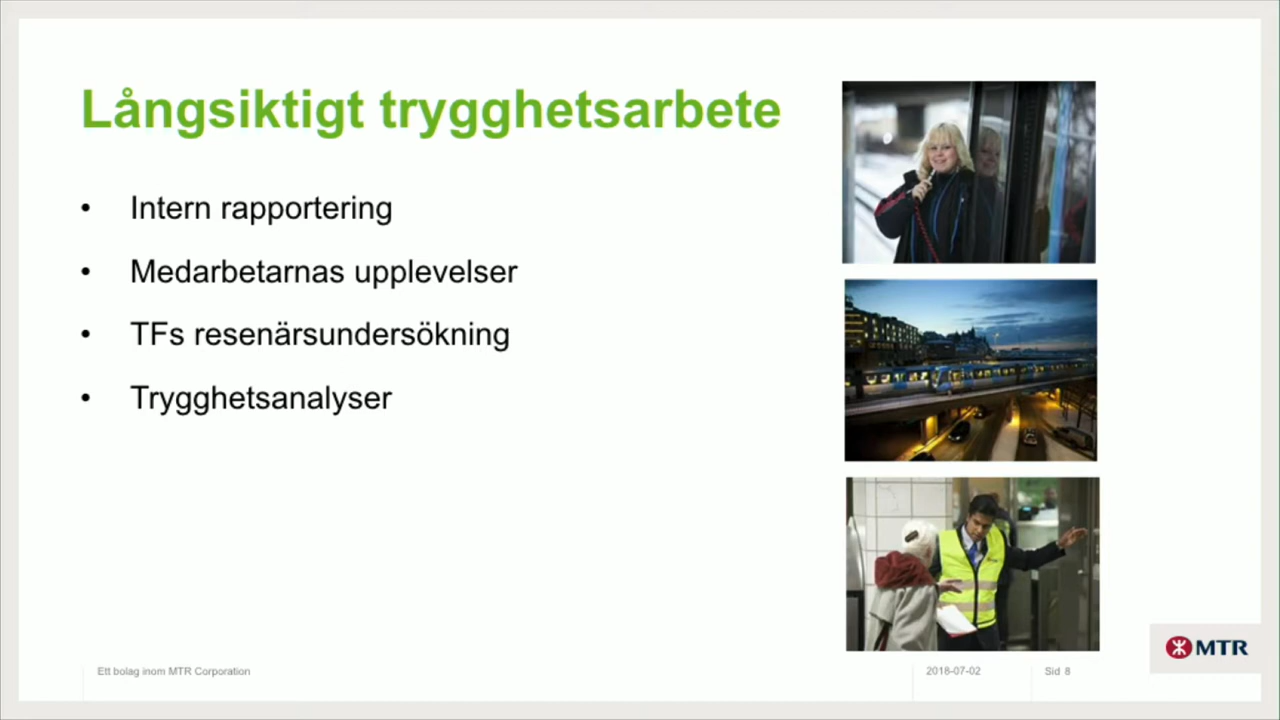 Långsiktigt trygghetsarbete
• Intern rapportering
• Medarbetarnas upplevelser
• TFs resenärsundersökning
• Trygghetsanalyser
Ett bolag inom MTR Corporation
2018-07-02
Sid 8
MTR